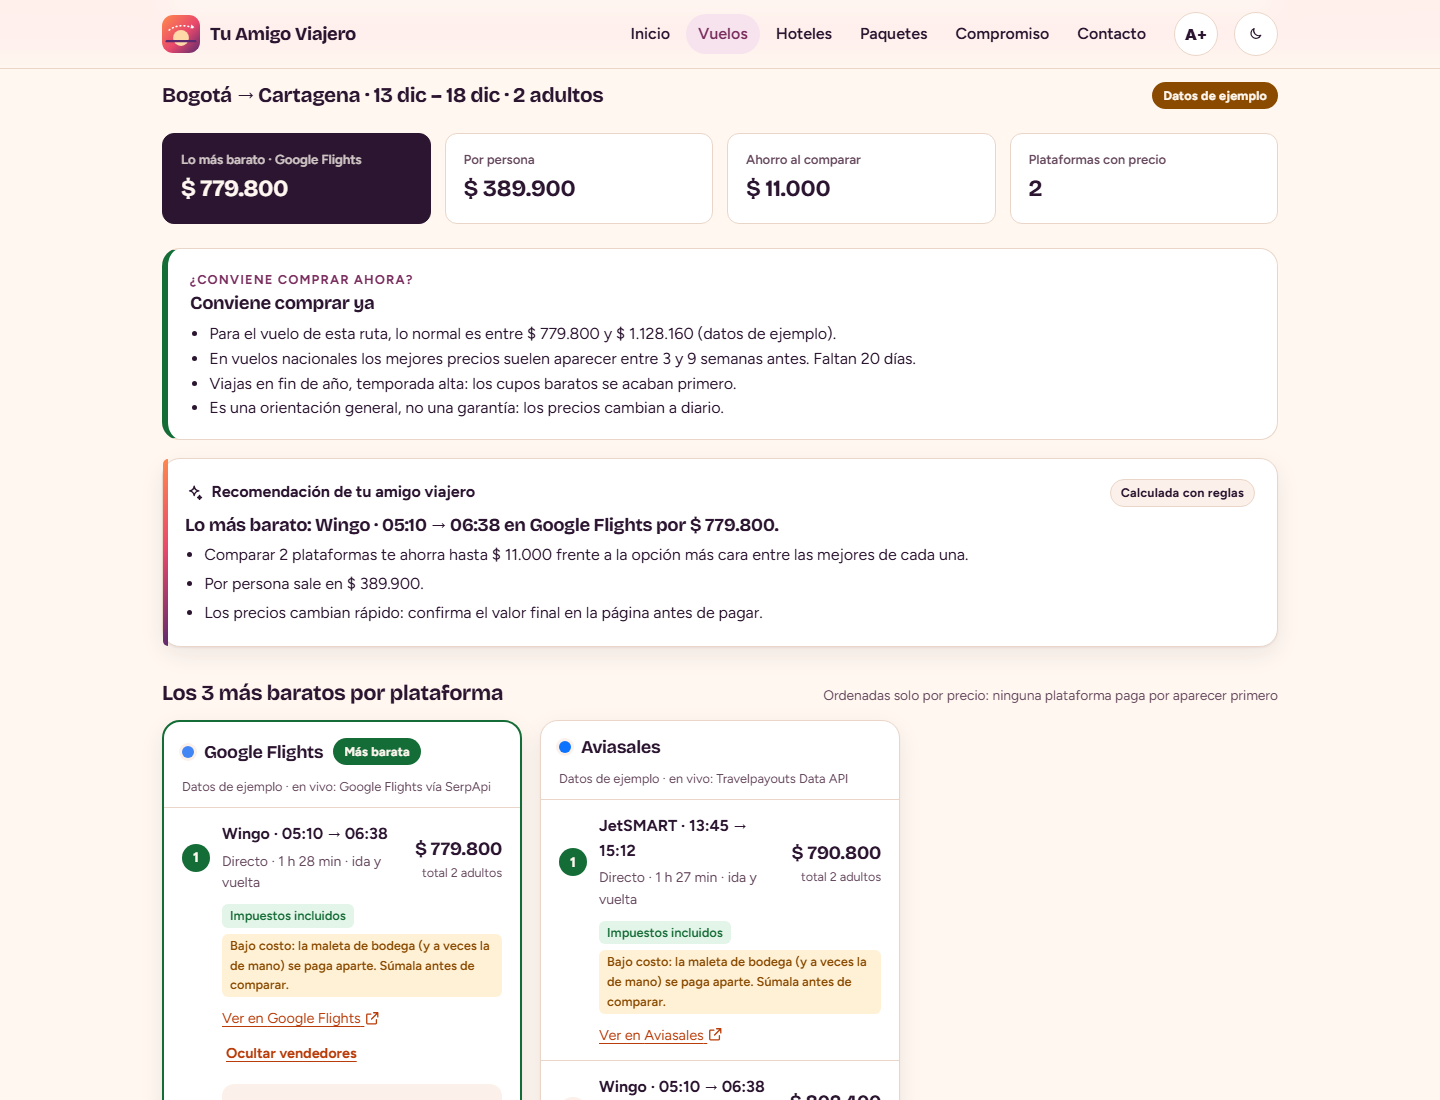 Tu Amigo Viajero
Inicio
Vuelos
Hoteles
Paquetes
Compromiso
Contacto
A+
Bogotá → Cartagena · 13 dic – 18 dic · 2 adultos
Datos de ejemplo
Lo más barato · Google Flights
$ 779.800
Por persona
$ 389.900
Ahorro al comparar
$ 11.000
Plataformas con precio
2
¿CONVIENE COMPRAR AHORA?
Conviene comprar ya
• Para el vuelo de esta ruta, lo normal es entre $ 779.800 y $ 1.128.160 (datos de ejemplo).
• En vuelos nacionales los mejores precios suelen aparecer entre 3 y 9 semanas antes. Faltan 20 días.
• Viajas en fin de año, temporada alta: los cupos baratos se acaban primero.
• Es una orientación general, no una garantía: los precios cambian a diario.
Recomendación de tu amigo viajero
Calculada con reglas
Lo más barato: Wingo · 05:10 → 06:38 en Google Flights por $ 779.800.
• Comparar 2 plataformas te ahorra hasta $ 11.000 frente a la opción más cara entre las mejores de cada una.
• Por persona sale en $ 389.900.
• Los precios cambian rápido: confirma el valor final en la página antes de pagar.
Los 3 más baratos por plataforma
Ordenadas solo por precio: ninguna plataforma paga por aparecer primero
Google Flights
Más barata
Datos de ejemplo · en vivo: Google Flights vía SerpApi
1
Wingo · 05:10 → 06:38
Directo · 1 h 28 min · ida y
vuelta
$ 779.800
total 2 adultos
Impuestos incluidos
Bajo costo: la maleta de bodega (y a veces la
de mano) se paga aparte. Súmala antes de
comparar.
Ver en Google Flights
Ocultar vendedores
Aviasales
Datos de ejemplo · en vivo: Travelpayouts Data API
1
JetSMART · 13:45 →
15:12
Directo · 1 h 27 min · ida y
vuelta
$ 790.800
total 2 adultos
Impuestos incluidos
Bajo costo: la maleta de bodega (y a veces la
de mano) se paga aparte. Súmala antes de
comparar.
Ver en Aviasales
Wingo · 05:10 → 06:38